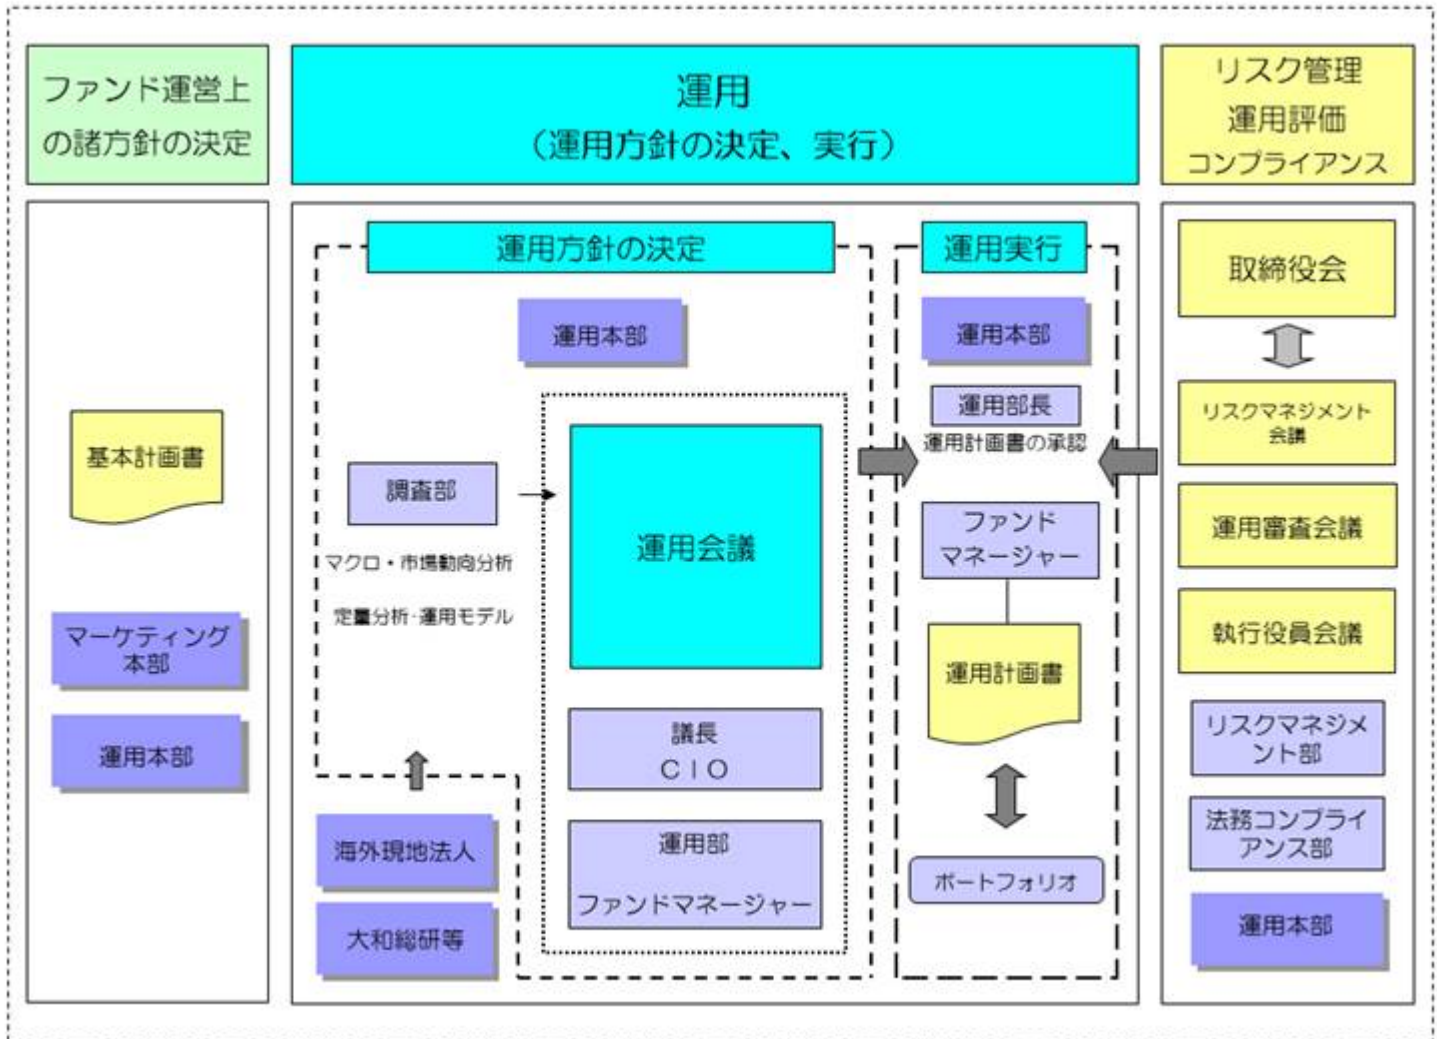 ファンド運営上
の諸方針の決定
運用
（運用方針の決定、実行）
リスク管理
運用評価
コンプライアンス
基本計画書
マーケティング
本部
運用本部
運用方針の決定
運用本部
調査部
マクロ・市場動向分析
定量分析・運用モデル
運用会議
議長
ＣＩＯ
運用部
ファンドマネージャー
海外現地法人
大和総研等
運用実行
運用本部
運用部長
運用計画書の承認
ファンド
マネージャー
運用計画書
ポートフォリオ
取締役会
リスクマネジメント
会議
運用審査会議
執行役員会議
リスクマネジメ
ント部
法務コンプライ
アンス部
運用本部